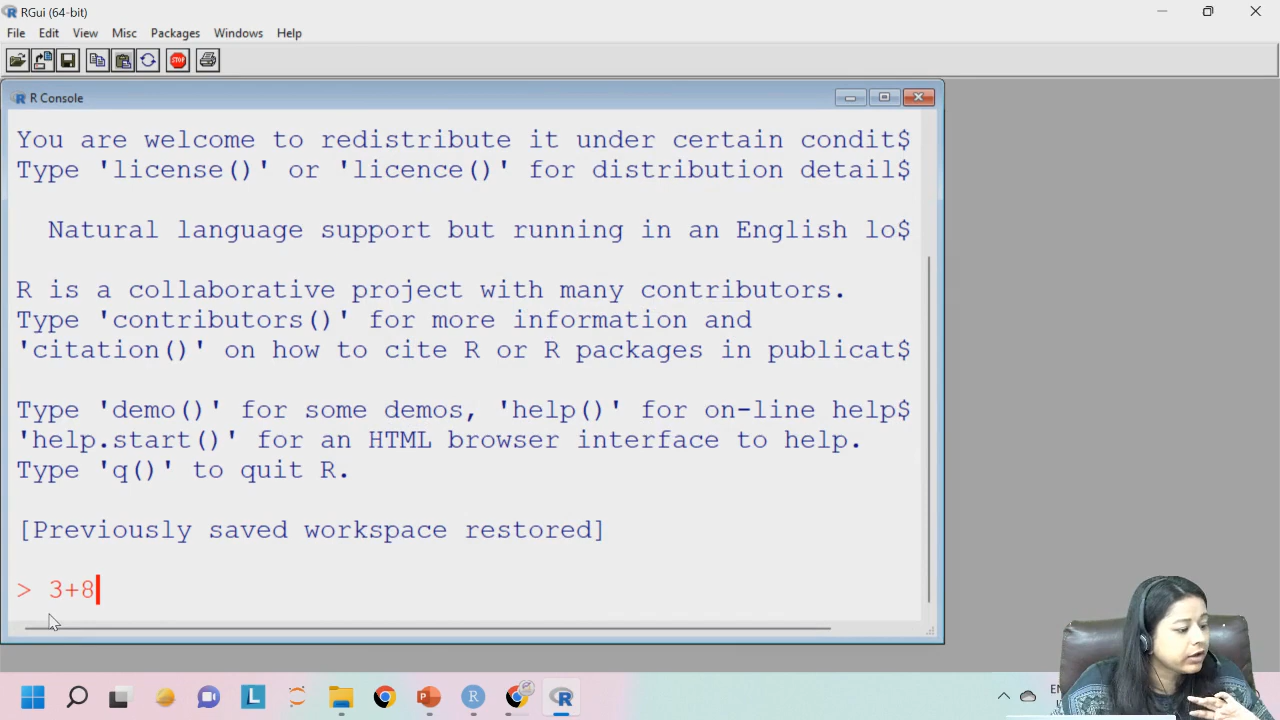 RGui (64-bit)
File Edit View Misc Packages Windows Help
STOP
R Console
You are welcome to redistribute it under certain condit$
Type 'license()' or 'licence()' for distribution detail$
Natural language support but running in an English lo$
R is a collaborative project with many contributors.
Type 'contributors()' for more information and
'citation()' on how to cite R or R packages in publicat$
Type 'demo()' for some demos, 'help()' for on-line help$
'help.start()' for an HTML browser interface to help.
Type 'q()' to quit R.
[Previously saved workspace restored]
> 3+8